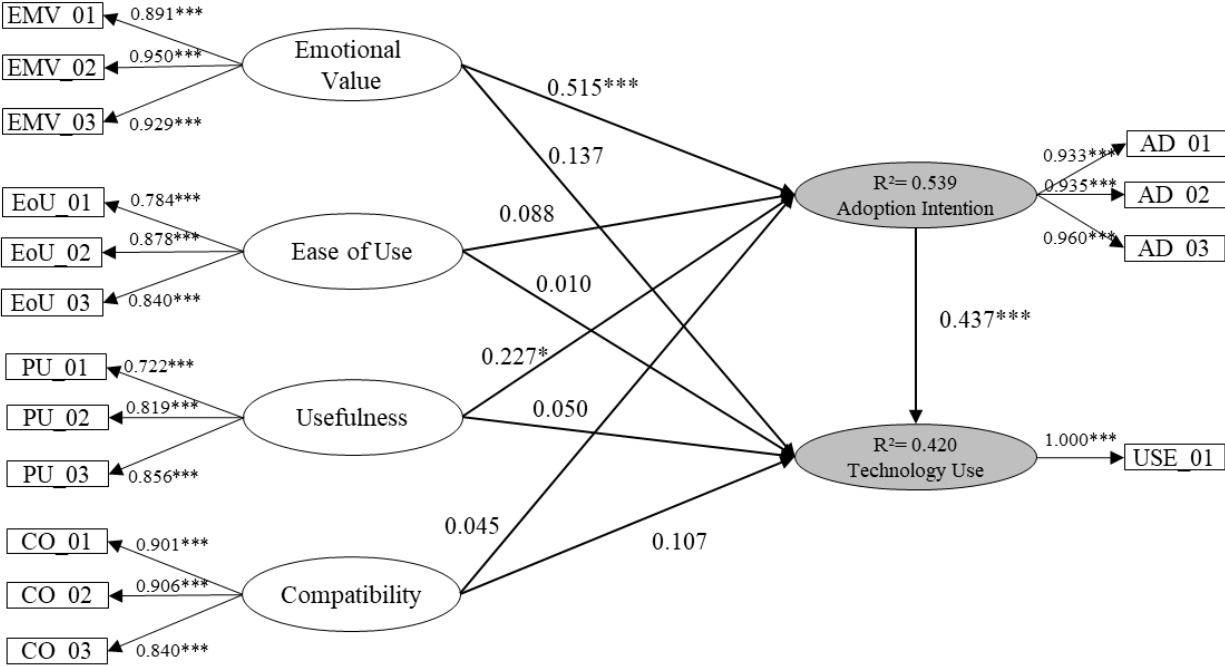 EMV_01
0.891***
EMV_02
0.950***
EMV_03
0.929***
Emotional
Value
EoU_01
0.784***
EoU_02
0.878***
EoU_03
0.840***
Ease of Use
PU_01
0.722***
PU_02
0.819***
PU_03
0.856***
Usefulness
CO_01
0.901***
CO_02
0.906***
CO_03
0.840***
Compatibility
0.515***
0.137
0.088
0.010
0.227*
0.050
0.045
0.107
R²= 0.539
Adoption Intention
0.933***
AD_01
0.935***
AD_02
0.960***
AD_03
0.437***
R²= 0.420
Technology Use
1.000***
USE_01